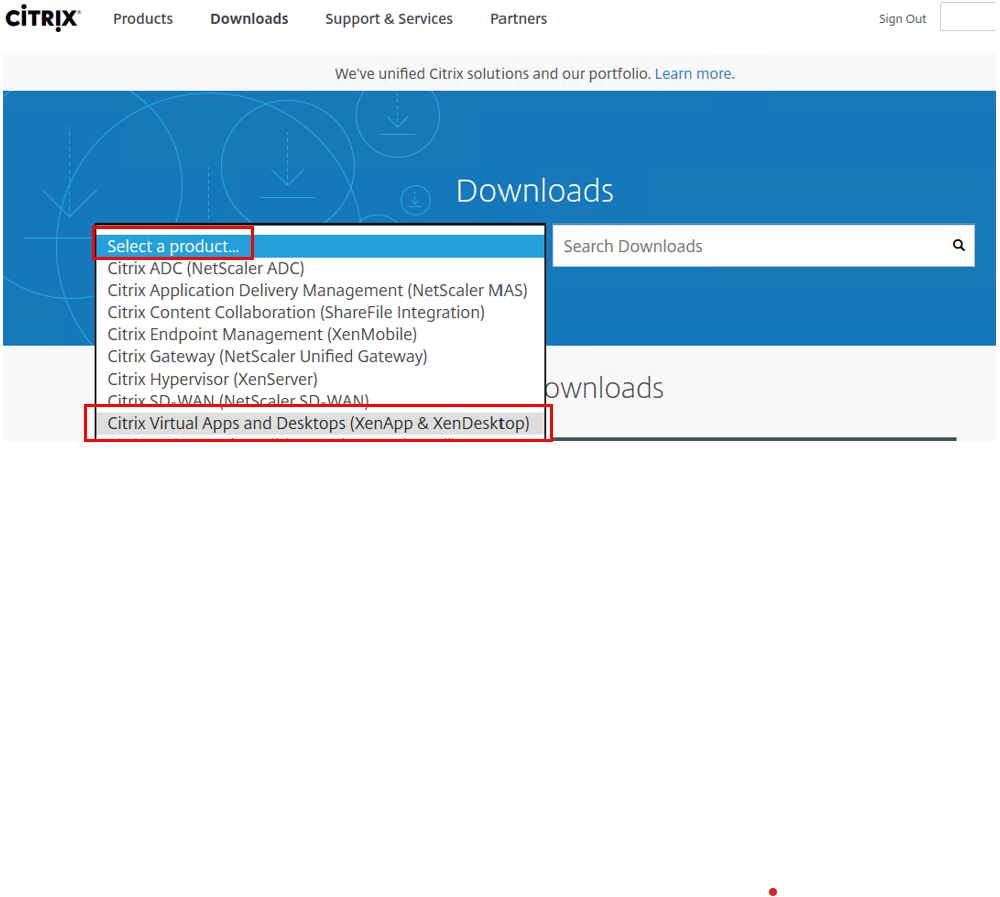 CİTRIX®
Products Downloads Support & Services Partners Sign Out
We've unified Citrix solutions and our portfolio. Learn more.
Downloads
Select a product...
Search Downloads
Citrix ADC (NetScaler ADC)
Citrix Application Delivery Management (NetScaler MAS)
Citrix Content Collaboration (ShareFile Integration)
Citrix Endpoint Management (XenMobile)
Citrix Gateway (NetScaler Unified Gateway)
Citrix Hypervisor (XenServer)
ownloads
Citrix SD-WAN (NetScaler SD-WAN)
Citrix Virtual Apps and Desktops (XenApp & XenDesktop)